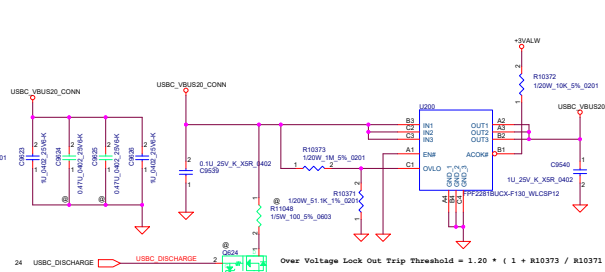 +3VALW
R10372
1/20W_10K_5%_0201
USBC_VBUS20_CONN
USBC_VBUS20_CONN
USBC_VBUS20
C9623
1U_0402_25V6-K
C9624
0.47U_0402_25V6-K
@
C9625
0.47U_0402_25V6-K
@
C9626
1U_0402_25V6-K
0.1U_25V_K_X5R_0402
C9539
R10373
1/20W_1M_5%_0201
R10371
1/20W_51.1K_1%_0201
@
R11048
1/5W_100_5%_0603
U200
B3 IN1 OUT1 A2
C2 IN2 OUT2 A3
C3 IN3 OUT3 B2
A1 EN# ACOK# B1
C1 OVLO
GND_1
GND_2
GND_3
A4
B4
C4
FPF2281BUCX-F130_WLCSP12
C9540
1U_25V_K_X5R_0402
@
Q624
24 USBC_DISCHARGE USBC_DISCHARGE 2
Over Voltage Lock Out Trip Threshold = 1.20 * ( 1 + R10373 / R10371